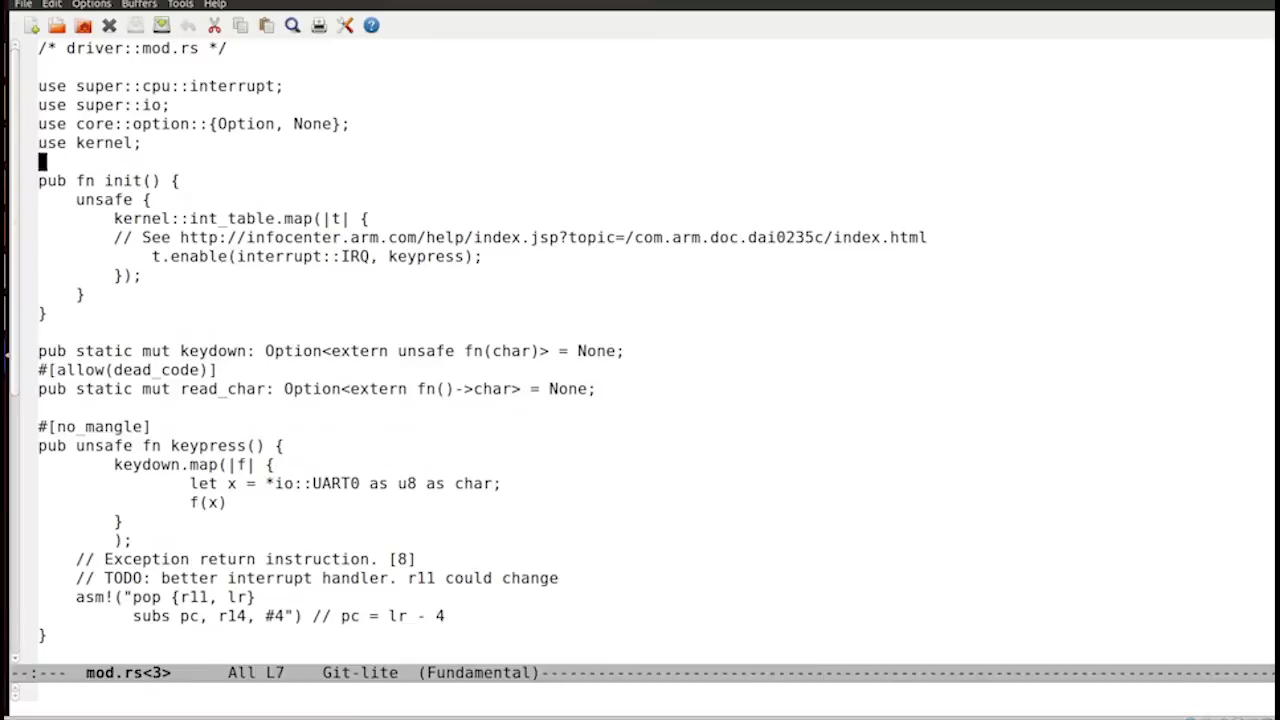 File Edit Options Buffers Tools Help
/* driver::mod.rs */
use super::cpu::interrupt;
use super::io;
use core::option::{Option, None};
use kernel;
pub fn init() {
    unsafe {
        kernel::int_table.map(|t| {
        // See http://infocenter.arm.com/help/index.jsp?topic=/com.arm.doc.dai0235c/index.html
            t.enable(interrupt::IRQ, keypress);
        });
    }
}
pub static mut keydown: Option<extern unsafe fn(char)> = None;
#[allow(dead_code)]
pub static mut read_char: Option<extern fn()->char> = None;
#[no_mangle]
pub unsafe fn keypress() {
        keydown.map(|f| {
                let x = *io::UART0 as u8 as char;
                f(x)
        }
        );
    // Exception return instruction. [8]
    // TODO: better interrupt handler. r11 could change
    asm!("pop {r11, lr}
          subs pc, r14, #4") // pc = lr - 4
}
--:--- mod.rs<3> All L7 Git-lite (Fundamental)